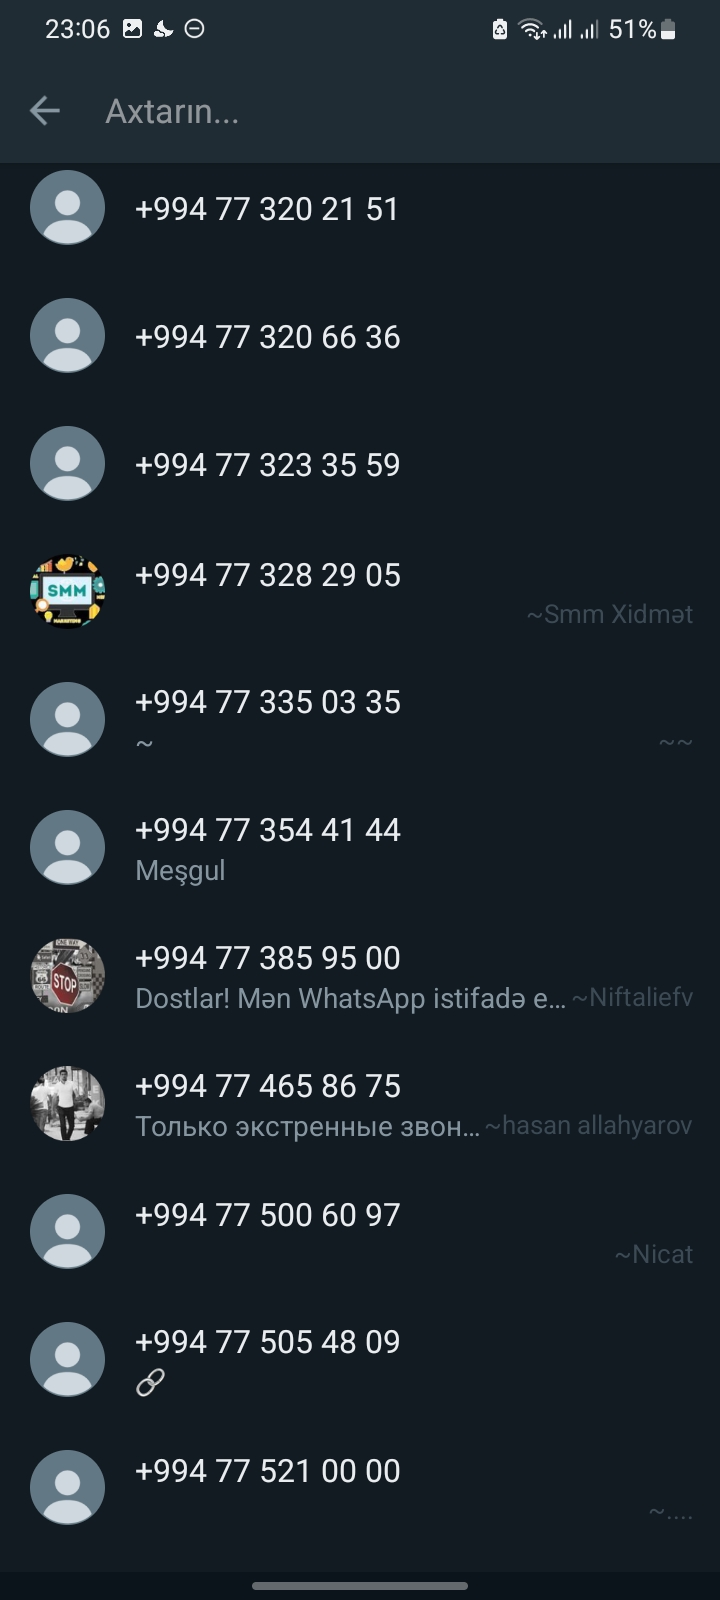 23:06 51%
Axtarın...
+994 77 320 21 51
+994 77 320 66 36
+994 77 323 35 59
SMM
+994 77 328 29 05
~Smm Xidmət
+994 77 335 03 35
~ ~~
+994 77 354 41 44
Meşgul
STOP
+994 77 385 95 00
Dostlar! Mən WhatsApp istifadə e... ~Niftaliefv
+994 77 465 86 75
Только экстренные звон... ~hasan allahyarov
+994 77 500 60 97
~Nicat
+994 77 505 48 09
🔗
+994 77 521 00 00
~....